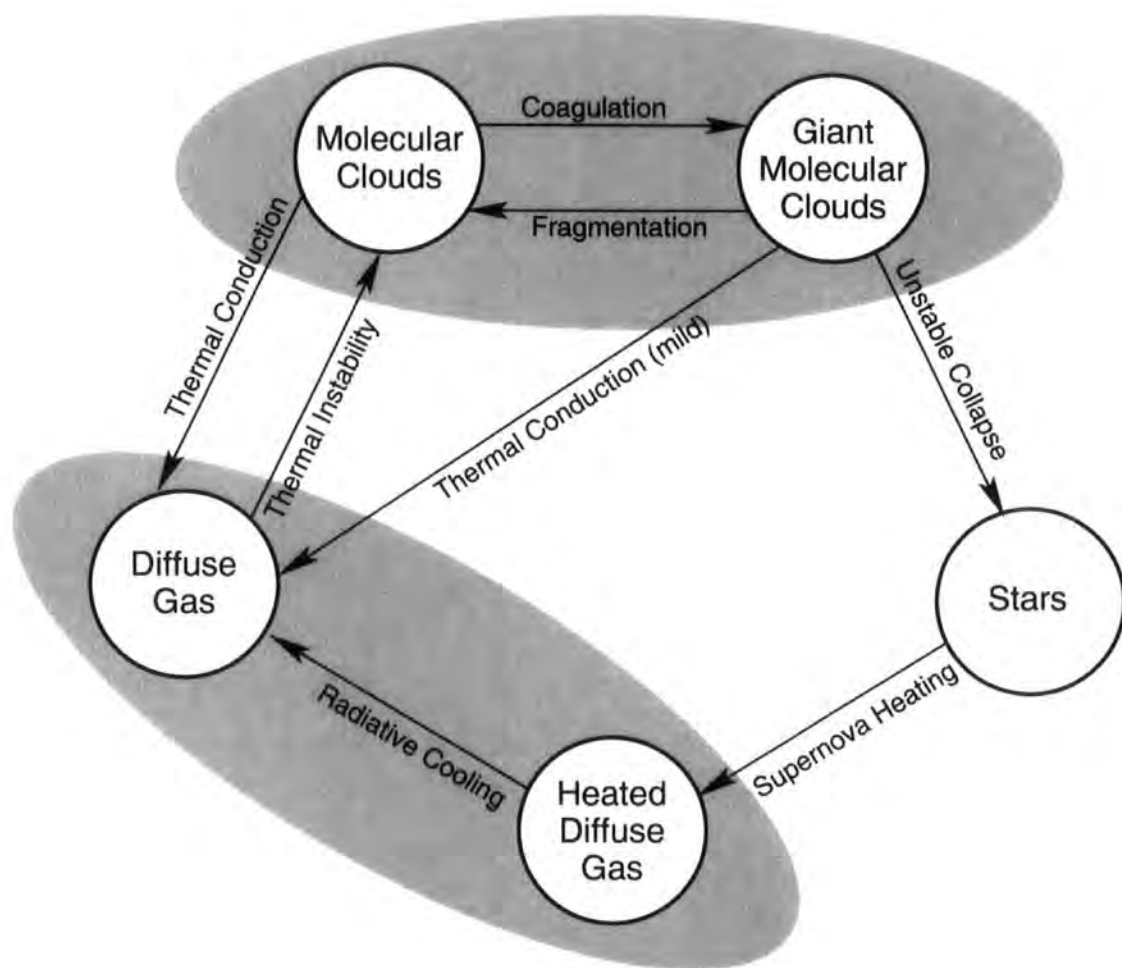 Molecular
Clouds
Coagulation
Giant
Molecular
Clouds
Fragmentation
Thermal Conduction
Thermal Instability
Thermal Conduction (mild)
Unstable Collapse
Diffuse
Gas
Stars
Radiative Cooling
Supernova Heating
Heated
Diffuse
Gas